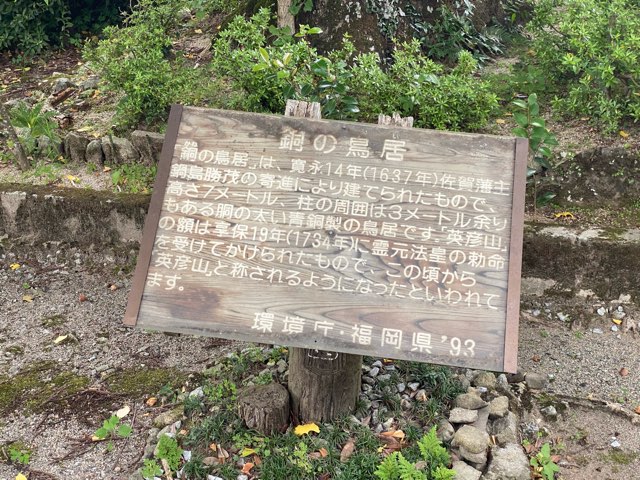 銅の鳥居
「銅の鳥居」は、寛永14年(1637年)佐賀藩主
鍋島勝茂の寄進により建てられたもので、
高さ7メートル、柱の周囲は3メートル余り
もある胴の太い青銅製の鳥居です。「英彦山」
の額は享保19年(1734年)に霊元法皇の勅命
を受けてかけられたもので、この頃から
「英彦山」と称されるようになったといわれて
ます。
環境庁・福岡県 '93